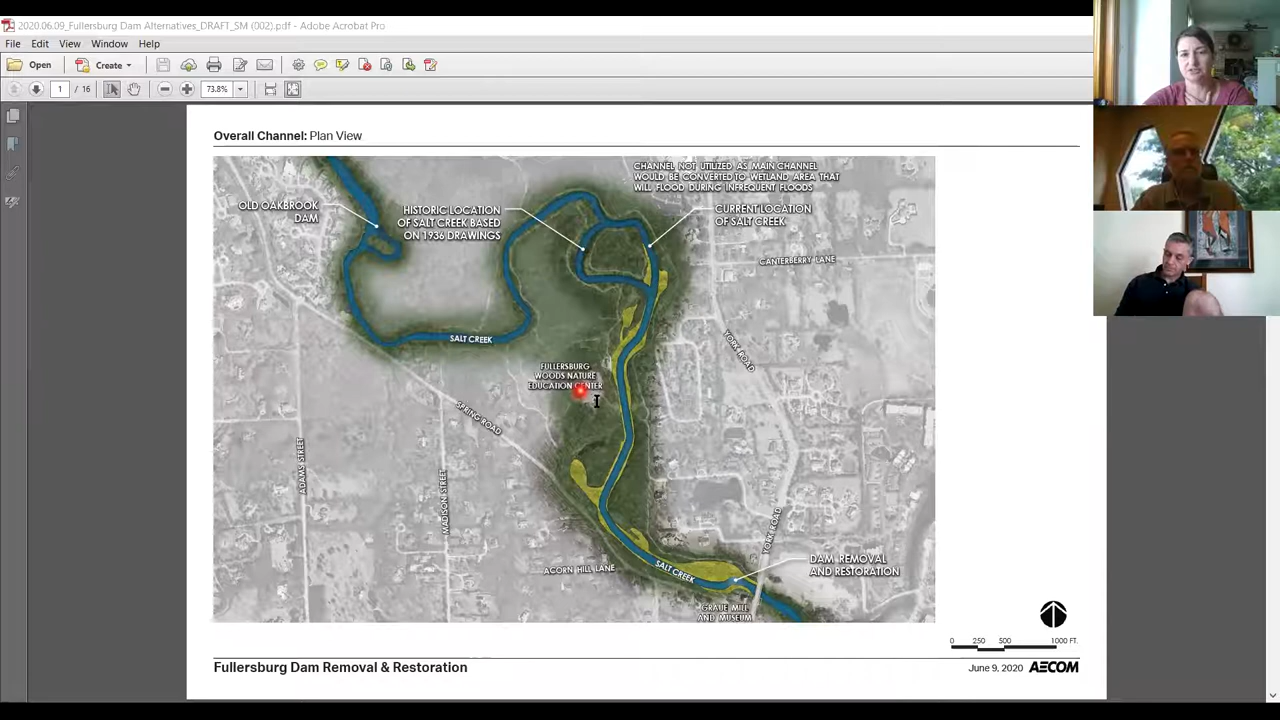 2020.06.09_Fullersburg Dam Alternatives_DRAFT_SM (002).pdf - Adobe Acrobat Pro
File Edit View Window Help
Open Create
1 / 16 73.8%
Overall Channel: Plan View
CHANNEL NOT UTILIZED AS MAIN CHANNEL
WOULD BE CONVERTED TO WETLAND AREA THAT
WILL FLOOD DURING INFREQUENT FLOODS
OLD OAKBROOK
DAM
HISTORIC LOCATION
OF SALT CREEK BASED
ON 1936 DRAWINGS
CURRENT LOCATION
OF SALT CREEK
CANTERBERRY LANE
SALT CREEK
YORK ROAD
FULLERSBURG
WOODS NATURE
EDUCATION CENTER
SPRING ROAD
ADAMS STREET
MADISON STREET
YORK ROAD
ACORN HILL LANE
SALT CREEK
DAM REMOVAL
AND RESTORATION
GRAUE MILL
AND MUSEUM
0 250 500 1000 FT.
Fullersburg Dam Removal & Restoration
June 9, 2020 AECOM